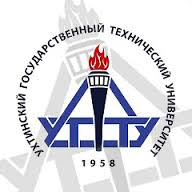 УХТИНСКИЙ ГОСУДАРСТВЕННЫЙ ТЕХНИЧЕСКИЙ УНИВЕРСИТЕТ
УГТУ
1958